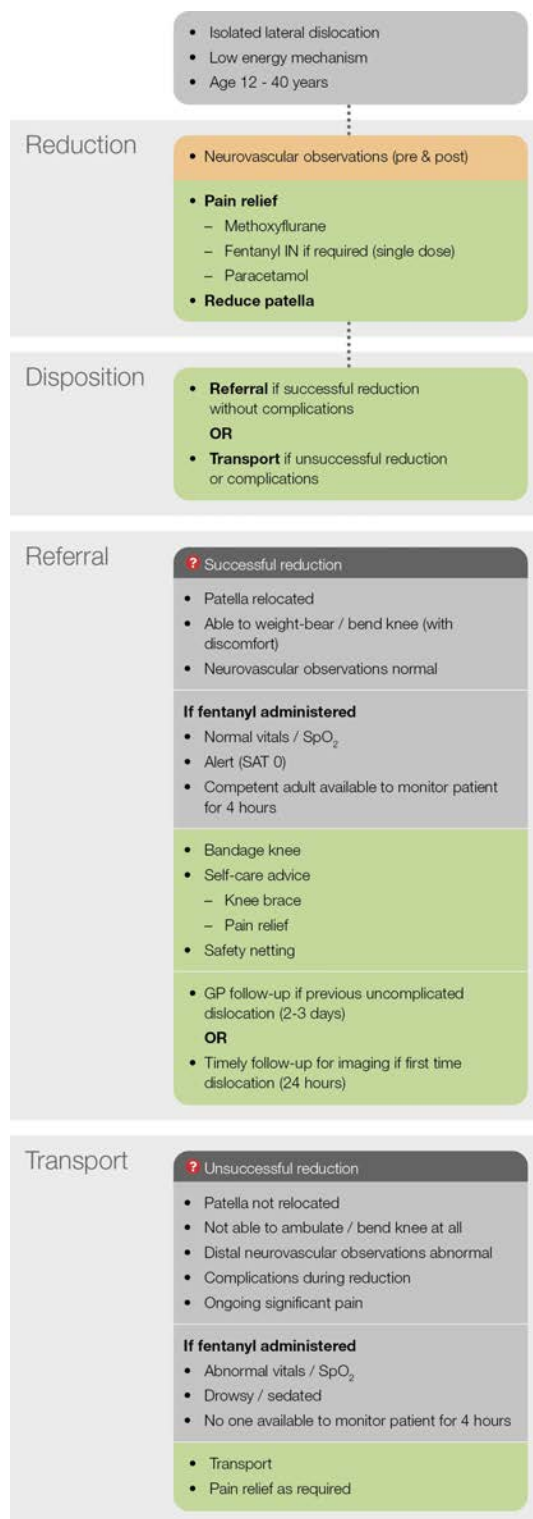 • Isolated lateral dislocation
• Low energy mechanism
• Age 12 - 40 years
Reduction
• Neurovascular observations (pre & post)
• Pain relief
– Methoxyflurane
– Fentanyl IN if required (single dose)
– Paracetamol
• Reduce patella
Disposition
• Referral if successful reduction
without complications
OR
• Transport if unsuccessful reduction
or complications
Referral
? Successful reduction
• Patella relocated
• Able to weight-bear / bend knee (with
discomfort)
• Neurovascular observations normal
If fentanyl administered
• Normal vitals / SpO₂
• Alert (SAT 0)
• Competent adult available to monitor patient
for 4 hours
• Bandage knee
• Self-care advice
– Knee brace
– Pain relief
• Safety netting
• GP follow-up if previous uncomplicated
dislocation (2-3 days)
OR
• Timely follow-up for imaging if first time
dislocation (24 hours)
Transport
? Unsuccessful reduction
• Patella not relocated
• Not able to ambulate / bend knee at all
• Distal neurovascular observations abnormal
• Complications during reduction
• Ongoing significant pain
If fentanyl administered
• Abnormal vitals / SpO₂
• Drowsy / sedated
• No one available to monitor patient for 4 hours
• Transport
• Pain relief as required